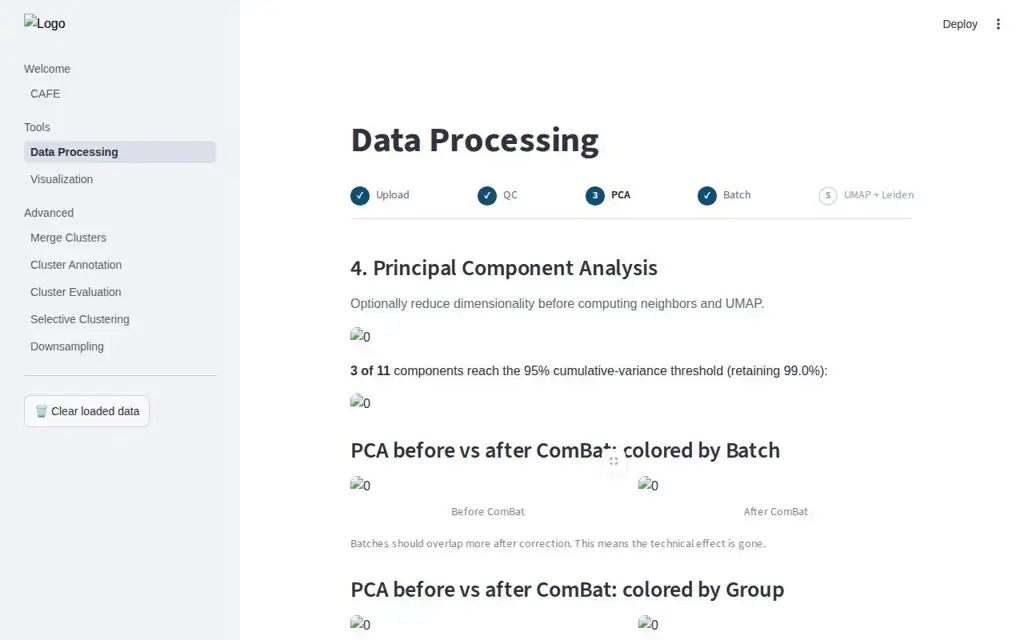 Logo
Deploy
Welcome
CAFE
Tools
Data Processing
Visualization
Advanced
Merge Clusters
Cluster Annotation
Cluster Evaluation
Selective Clustering
Downsampling
🗑️ Clear loaded data
Data Processing
✓ Upload ✓ QC 3 PCA ✓ Batch 5 UMAP + Leiden
4. Principal Component Analysis
Optionally reduce dimensionality before computing neighbors and UMAP.
0
3 of 11 components reach the 95% cumulative-variance threshold (retaining 99.0%):
0
PCA before vs after ComBat: colored by Batch
0 0
Before ComBat After ComBat
Batches should overlap more after correction. This means the technical effect is gone.
PCA before vs after ComBat: colored by Group
0 0